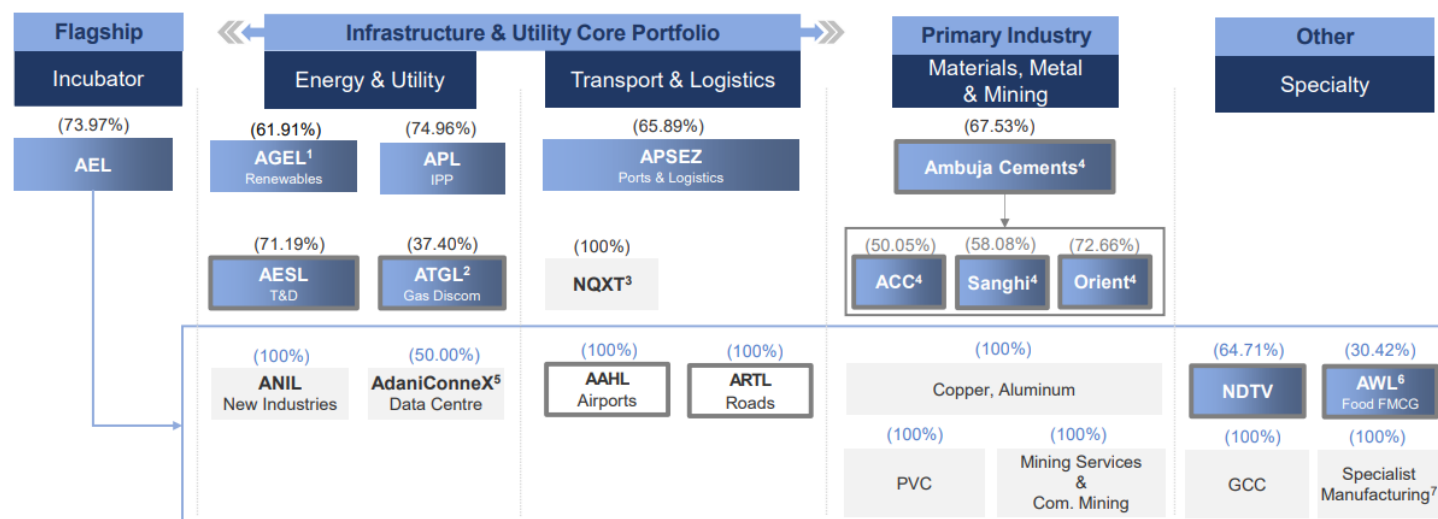 Flagship
Infrastructure & Utility Core Portfolio
Primary Industry
Other
Incubator
Energy & Utility
Transport & Logistics
Materials, Metal
& Mining
Specialty
(73.97%)
AEL
(61.91%)
AGEL¹
Renewables
(74.96%)
APL
IPP
(65.89%)
APSEZ
Ports & Logistics
(67.53%)
Ambuja Cements⁴
(71.19%)
AESL
T&D
(37.40%)
ATGL²
Gas Discom
(100%)
NQXT³
(50.05%)
ACC⁴
(58.08%)
Sanghi⁴
(72.66%)
Orient⁴
(100%)
ANIL
New Industries
(50.00%)
AdaniConneX⁵
Data Centre
(100%)
AAHL
Airports
(100%)
ARTL
Roads
(100%)
Copper, Aluminum
(64.71%)
NDTV
(30.42%)
AWL⁶
Food FMCG
(100%)
PVC
(100%)
Mining Services
&
Com. Mining
(100%)
GCC
(100%)
Specialist
Manufacturing⁷